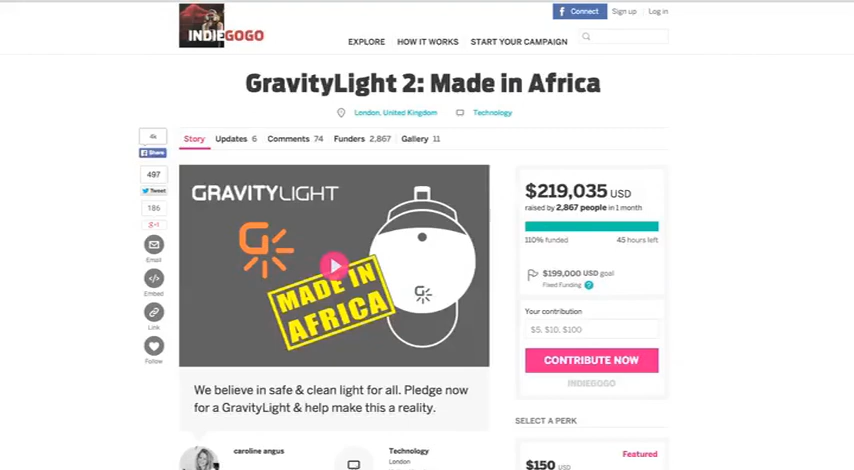 Connect Sign up Log in
INDIEGOGO
EXPLORE HOW IT WORKS START YOUR CAMPAIGN
GravityLight 2: Made in Africa
London, United Kingdom Technology
4k
Share
Story Updates 6 Comments 74 Funders 2,867 Gallery 11
497
Tweet
186
g+1
Email
Embed
Link
Follow
GRAVITYLIGHT
G
MADE IN
AFRICA
G
$219,035 USD
raised by 2,867 people in 1 month
110% funded 45 hours left
$199,000 USD goal
Fixed Funding ?
Your contribution
$5, $10, $100
CONTRIBUTE NOW
INDIEGOGO
We believe in safe & clean light for all. Pledge now
for a GravityLight & help make this a reality.
SELECT A PERK
caroline angus
Technology
London
Featured
$150 USD